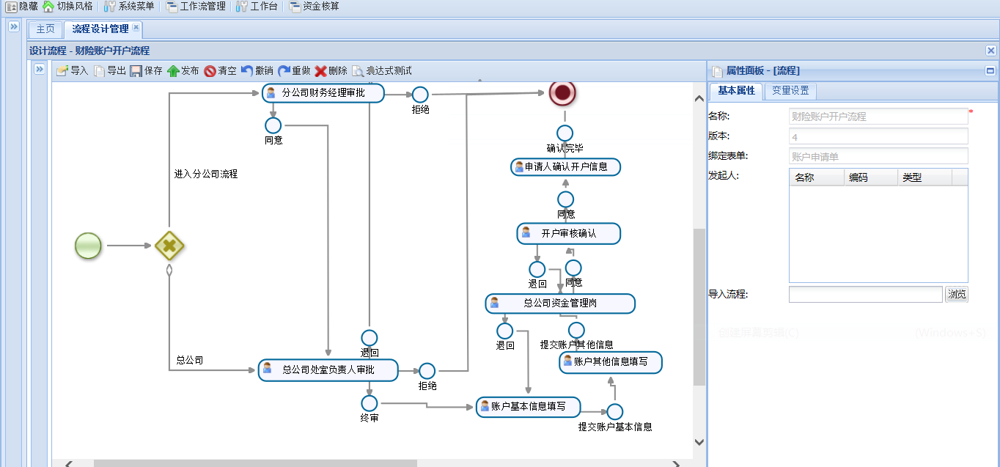 隐藏 切换风格 系统菜单 工作流管理 工作台 资金核算
主页 流程设计管理
设计流程 - 财险账户开户流程
导入 导出 保存 发布 清空 撤销 重做 删除 表达式测试
属性面板 - [流程]
基本属性 变量设置
名称: 财险账户开户流程 *
版本: 4
绑定表单: 账户申请单
发起人: 名称 编码 类型
导入流程: 浏览
创建屏幕剪辑(C) (Windows+S)
分公司财务经理审批
拒绝
同意
进入分公司流程
确认完毕
申请人确认开户信息
同意
开户审核确认
退回
同意
总公司资金管理岗
退回
提交账户其他信息
账户其他信息填写
退回
总公司
总公司处室负责人审批
拒绝
终审
账户基本信息填写
提交账户基本信息